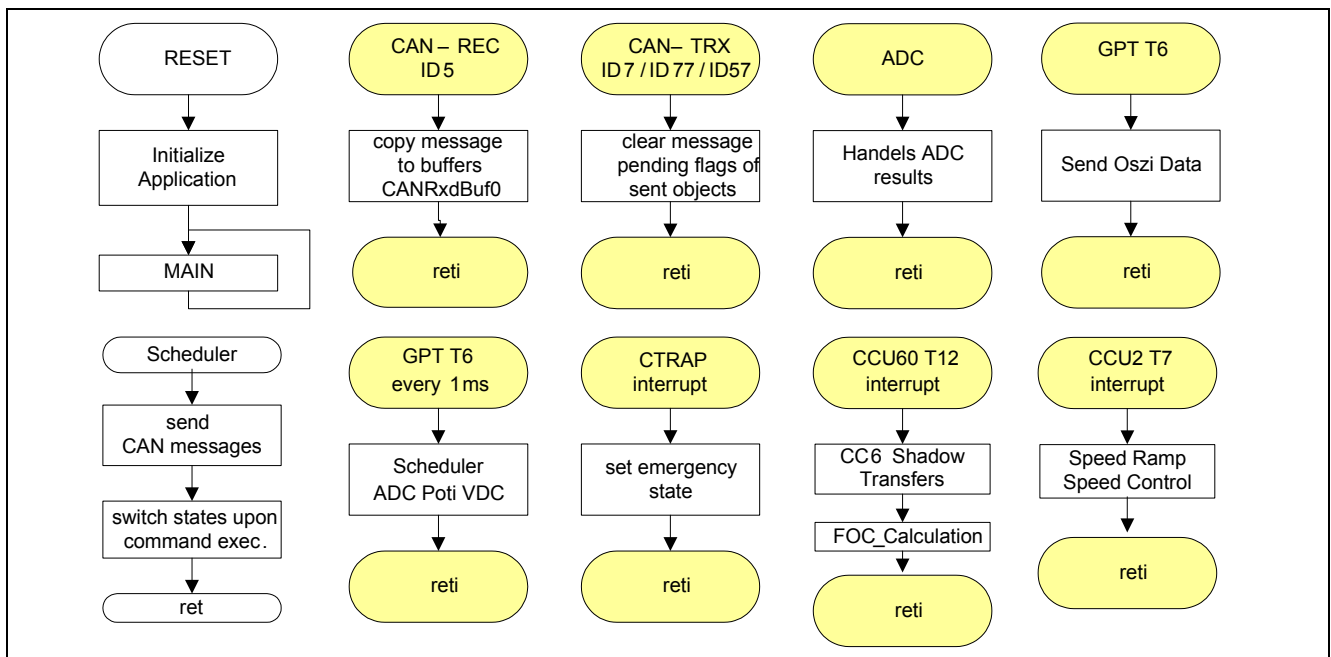 RESET
Initialize
Application
MAIN
CAN – REC
ID 5
copy message
to buffers
CANRxdBuf0
reti
CAN– TRX
ID 7 / ID 77 / ID57
clear message
pending flags of
sent objects
reti
ADC
Handels ADC
results
reti
GPT T6
Send Oszi Data
reti
Scheduler
send
CAN messages
switch states upon
command exec.
ret
GPT T6
every 1ms
Scheduler
ADC Poti VDC
reti
CTRAP
interrupt
set emergency
state
reti
CCU60 T12
interrupt
CC6 Shadow
Transfers
FOC_Calculation
reti
CCU2 T7
interrupt
Speed Ramp
Speed Control
reti